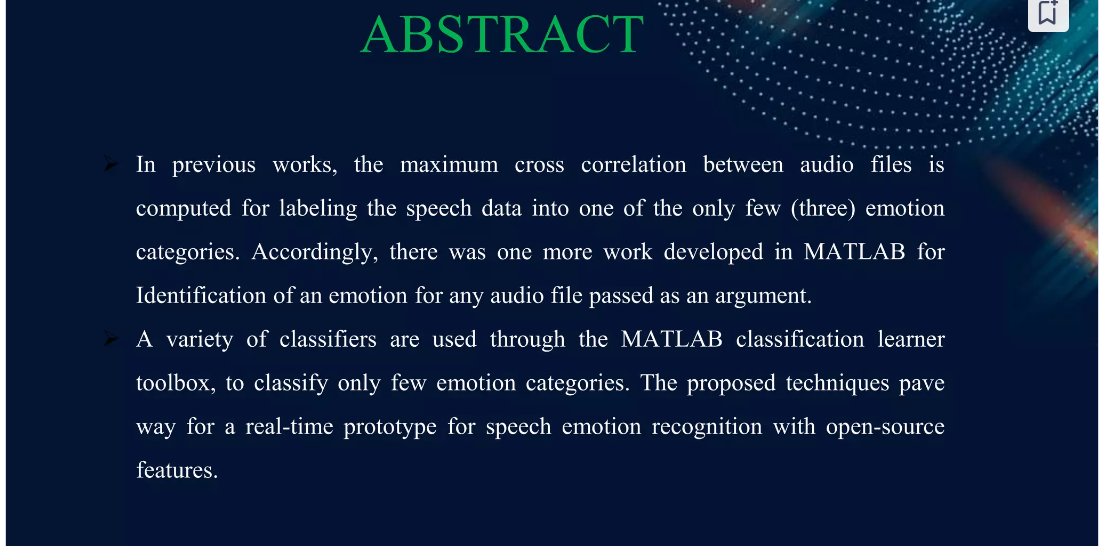 ABSTRACT
In previous works, the maximum cross correlation between audio files is
computed for labeling the speech data into one of the only few (three) emotion
categories. Accordingly, there was one more work developed in MATLAB for
Identification of an emotion for any audio file passed as an argument.
A variety of classifiers are used through the MATLAB classification learner
toolbox, to classify only few emotion categories. The proposed techniques pave
way for a real-time prototype for speech emotion recognition with open-source
features.